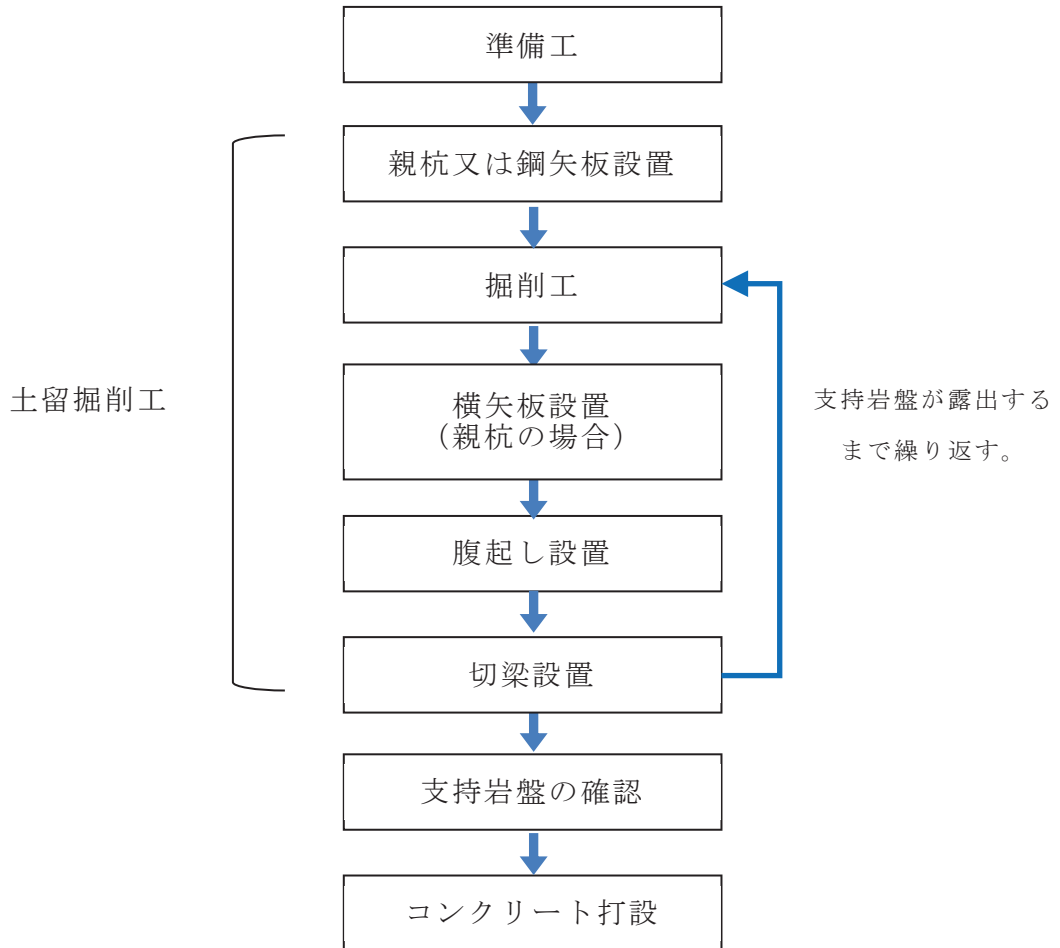 準備工
親杭又は鋼矢板設置
掘削工
土留掘削工
横矢板設置
（親杭の場合）
支持岩盤が露出する
まで繰り返す。
腹起し設置
切梁設置
支持岩盤の確認
コンクリート打設